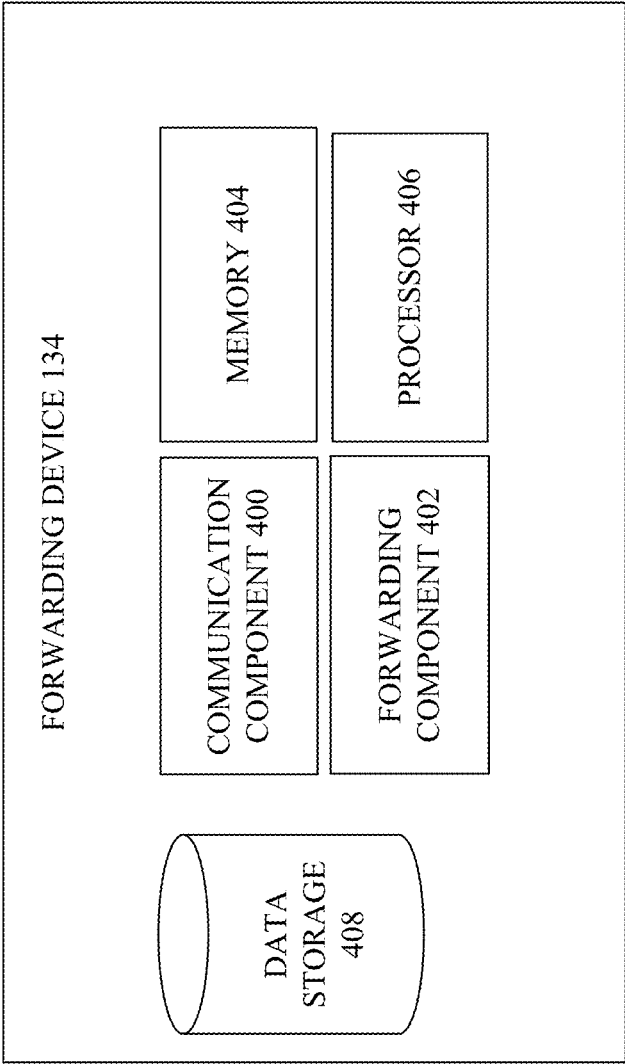 FORWARDING DEVICE 134
COMMUNICATION
COMPONENT 400
MEMORY 404
FORWARDING
COMPONENT 402
PROCESSOR 406
DATA
STORAGE
408